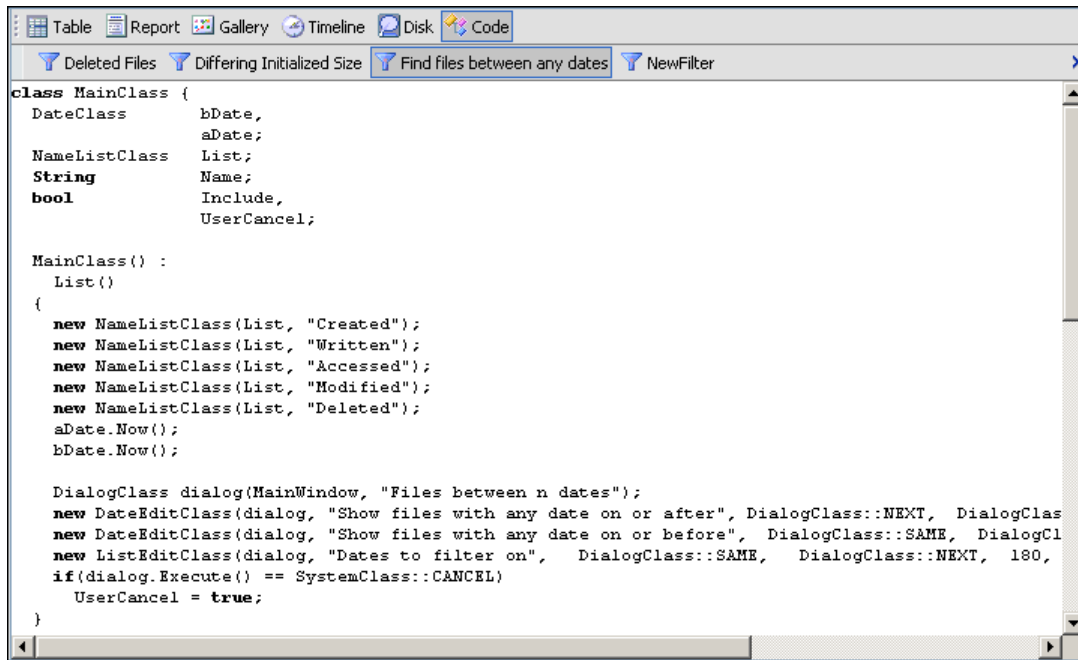 Table Report Gallery Timeline Disk Code
Deleted Files Differing Initialized Size Find files between any dates NewFilter
class MainClass {
  DateClass       bDate,
                  aDate;
  NameListClass   List;
  String          Name;
  bool            Include,
                  UserCancel;
  MainClass() :
    List()
  {
    new NameListClass(List, "Created");
    new NameListClass(List, "Written");
    new NameListClass(List, "Accessed");
    new NameListClass(List, "Modified");
    new NameListClass(List, "Deleted");
    aDate.Now();
    bDate.Now();
    DialogClass dialog(MainWindow, "Files between n dates");
    new DateEditClass(dialog, "Show files with any date on or after", DialogClass::NEXT,  DialogClas
    new DateEditClass(dialog, "Show files with any date on or before",  DialogClass::SAME,  DialogCl
    new ListEditClass(dialog, "Dates to filter on",   DialogClass::SAME,   DialogClass::NEXT,  180,
    if(dialog.Execute() == SystemClass::CANCEL)
      UserCancel = true;
  }